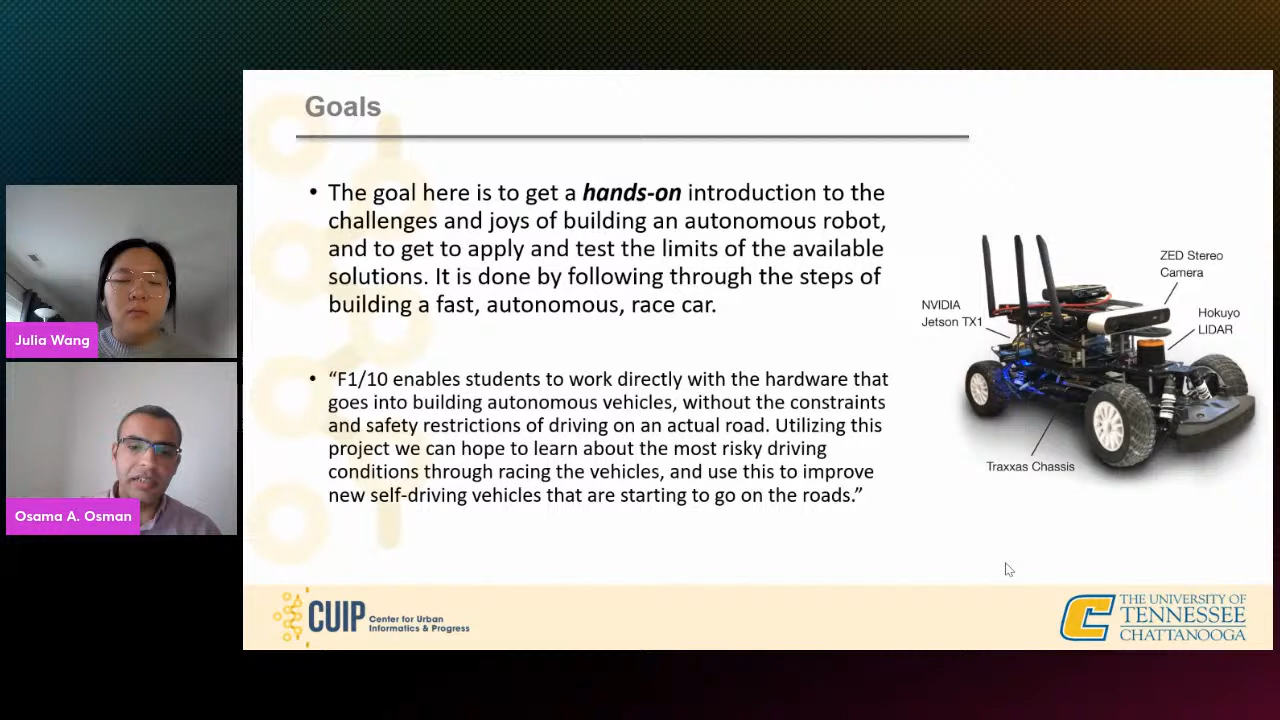 Goals
• The goal here is to get a hands-on introduction to the
challenges and joys of building an autonomous robot,
and to get to apply and test the limits of the available
solutions. It is done by following through the steps of
building a fast, autonomous, race car.
• “F1/10 enables students to work directly with the hardware that
goes into building autonomous vehicles, without the constraints
and safety restrictions of driving on an actual road. Utilizing this
project we can hope to learn about the most risky driving
conditions through racing the vehicles, and use this to improve
new self-driving vehicles that are starting to go on the roads.”
ZED Stereo
Camera
NVIDIA
Jetson TX1
Hokuyo
LIDAR
Traxxas Chassis
Julia Wang
Osama A. Osman
CUIP
Center for Urban
Informatics & Progress
THE UNIVERSITY OF
TENNESSEE
CHATTANOOGA